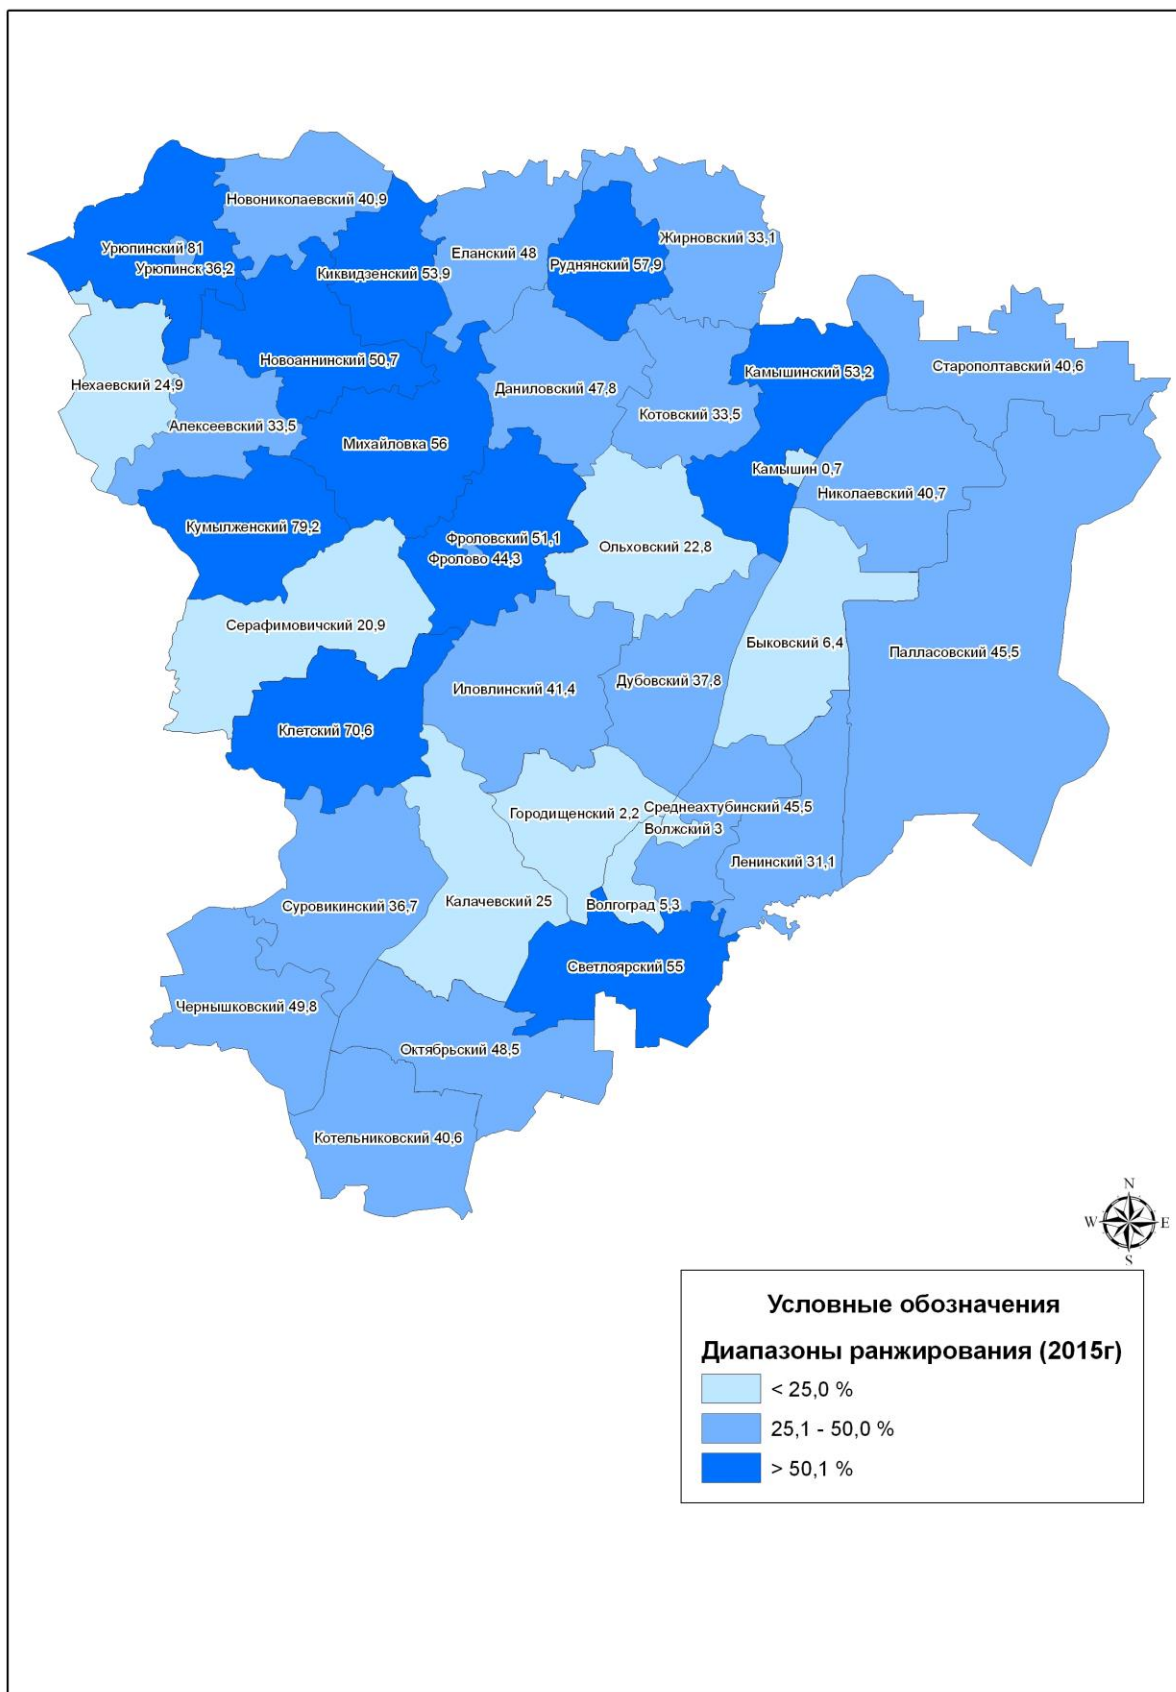 Новониколаевский 40,9
Жирновский 33,1
Урюпинский 81
Еланский 48
Руднянский 57,9
Урюпинск 36,2
Киквидзенский 53,9
Новоаннинский 50,7
Старополтавский 40,6
Камышинский 53,2
Нехаевский 24,9
Даниловский 47,8
Котовский 33,5
Алексеевский 33,5
Михайловка 56
Камышин 0,7
Николаевский 40,7
Кумылженский 79,2
Фроловский 51,1
Ольховский 22,8
Фролово 44,3
Серафимовичский 20,9
Быковский 6,4
Палласовский 45,5
Дубовский 37,8
Иловлинский 41,4
Клетский 70,6
Среднеахтубинский 45,5
Городищенский 2,2
Волжский 3
Ленинский 31,1
Калачевский 25
Суровикинский 36,7
Волгоград 5,3
Светлоярский 55
Чернышковский 49,8
Октябрьский 48,5
Котельниковский 40,6
N
W
E
S
Условные обозначения
Диапазоны ранжирования (2015г)
< 25,0 %
25,1 - 50,0 %
> 50,1 %